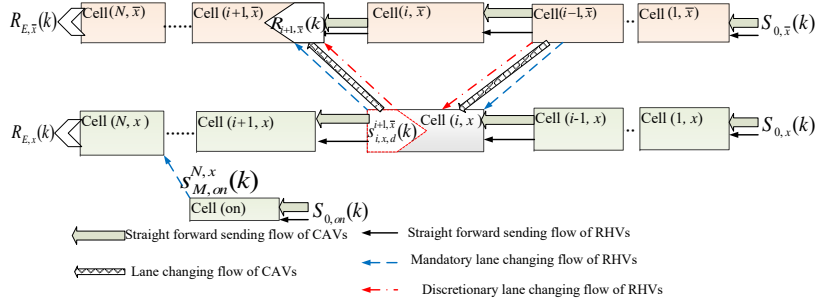 R_{E,x̅}(k) Cell(N, x̅) ...... Cell (i+1, x̅) R_{i+1,x̅}(k) Cell(i, x̅) Cell(i-1, x̅) .. Cell (1, x̅) S_{0,x̅}(k)
R_{E,x}(k) Cell (N, x ) ...... Cell (i+1, x) s_{i,x,d}^{i+1,x̅}(k) Cell (i, x) Cell (i-1, x) .. Cell (1, x) S_{0,x}(k)
s_{M,on}^{N,x}(k)
Cell (on) S_{0,on}(k)
Straight forward sending flow of CAVs
Straight forward sending flow of RHVs
Mandatory lane changing flow of RHVs
Lane changing flow of CAVs
Discretionary lane changing flow of RHVs